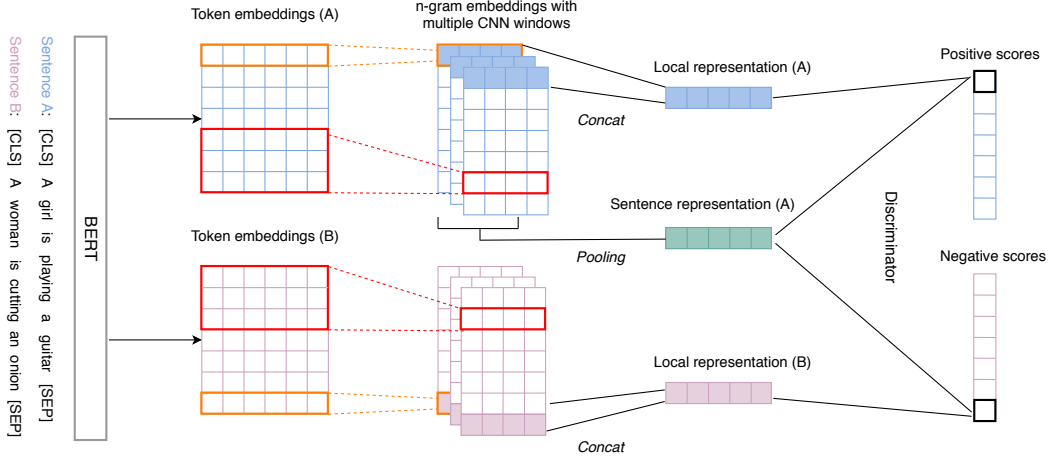 Sentence A: [CLS] A girl is playing a guitar [SEP]
Sentence B: [CLS] A woman is cutting an onion [SEP]
BERT
Token embeddings (A)
n-gram embeddings with
multiple CNN windows
Local representation (A)
Concat
Positive scores
Sentence representation (A)
Pooling
Discriminator
Token embeddings (B)
Negative scores
Local representation (B)
Concat